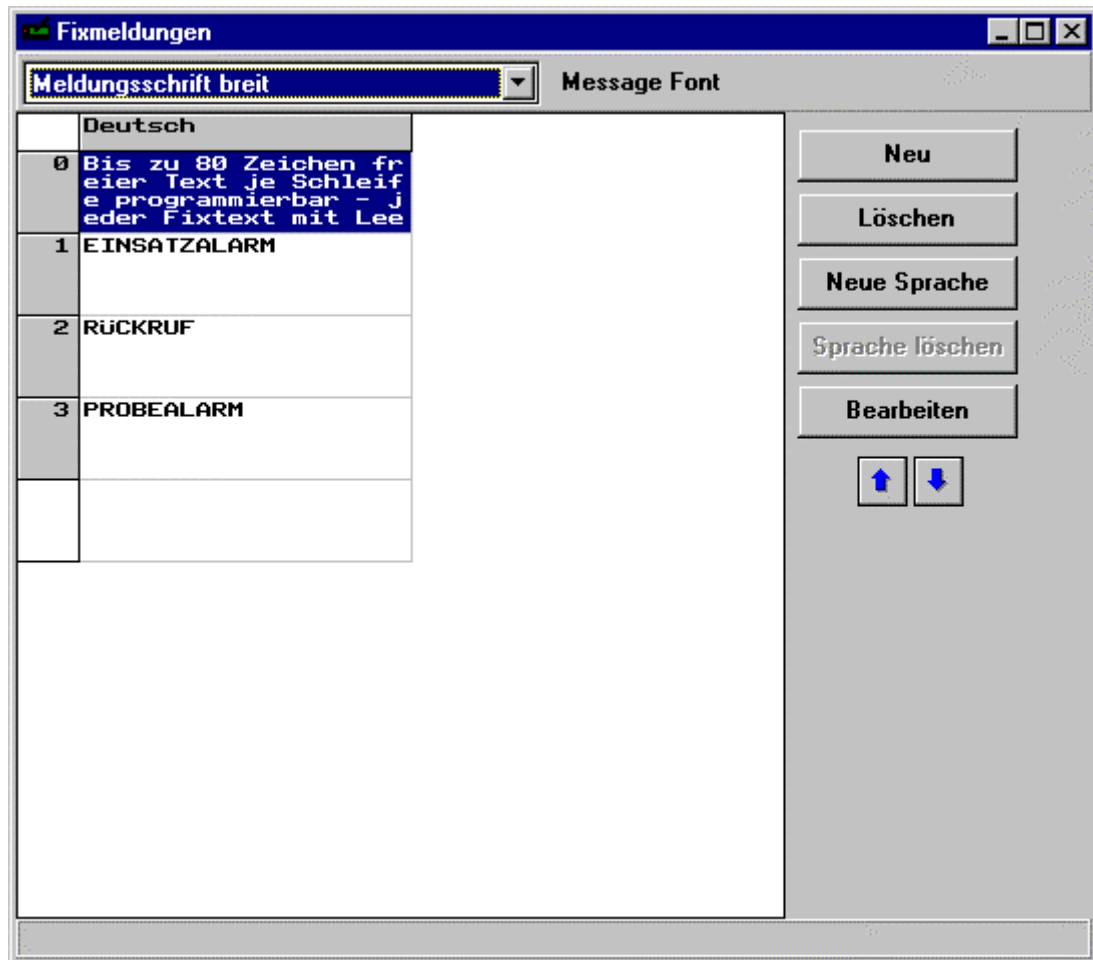 Fixmeldungen
Meldungsschrift breit Message Font
Deutsch
0 Bis zu 80 Zeichen fr
eier Text je Schleif
e programmierbar - j
eder Fixtext mit Lee
1 EINSATZALARM
2 RüCKRUF
3 PROBEALARM
Neu
Löschen
Neue Sprache
Sprache löschen
Bearbeiten